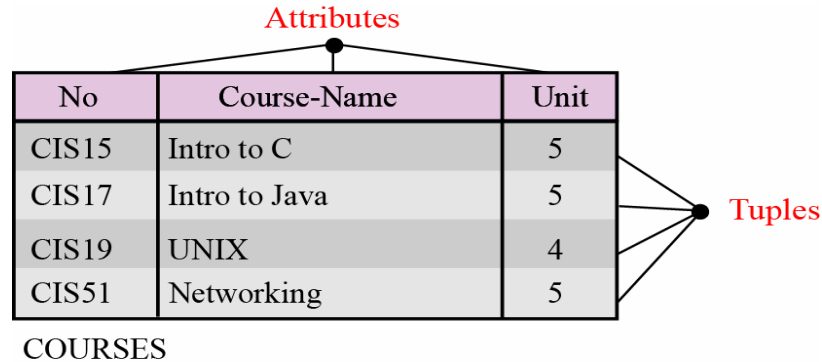 Attributes
No Course-Name Unit
CIS15 Intro to C 5
CIS17 Intro to Java 5
Tuples
CIS19 UNIX 4
CIS51 Networking 5
COURSES